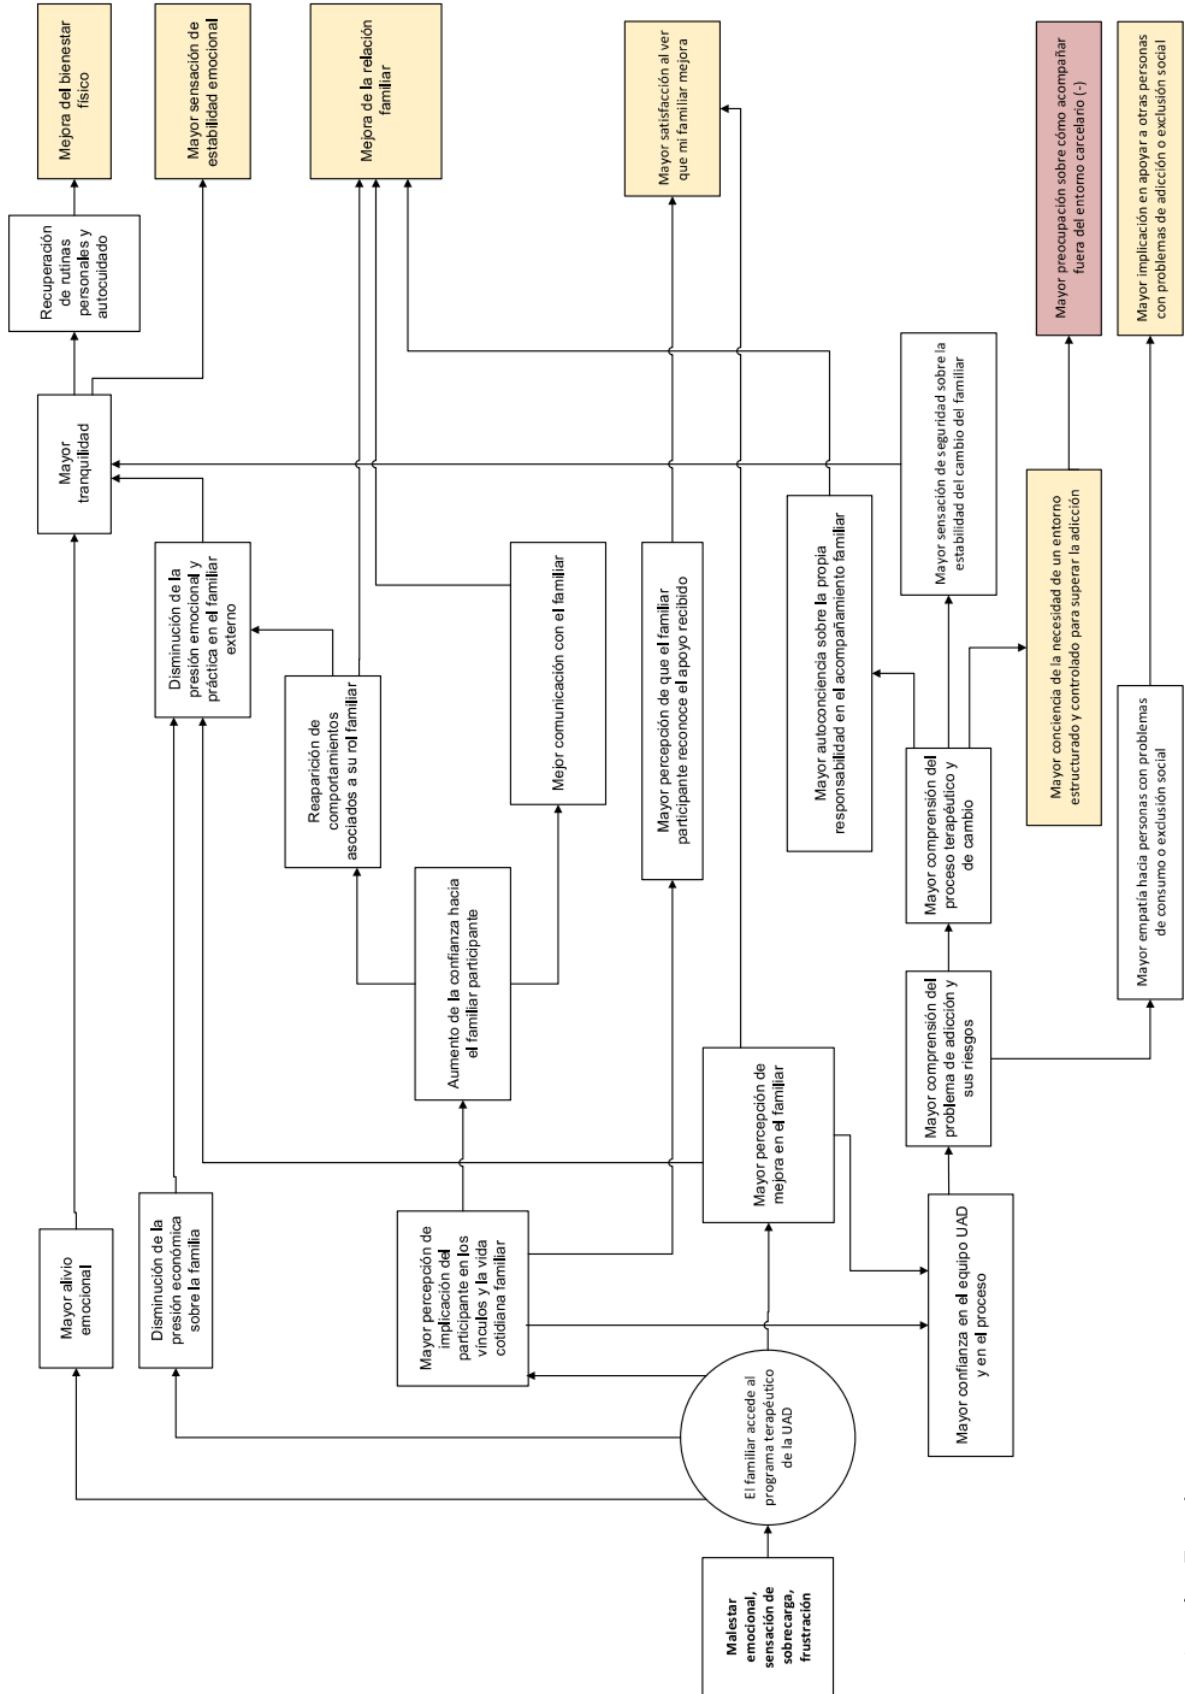 Malestar
emocional,
sensación de
sobrecarga,
frustración
El familiar accede al
programa terapéutico
de la UAD
Mayor alivio
emocional
Disminución de la
presión económica
sobre la familia
Mayor percepción de
implicación del
participante en los
vínculos y la vida
cotidiana familiar
Mayor percepción de
mejora en el familiar
Mayor confianza en el equipo UAD
y en el proceso
Aumento de la confianza hacia
el familiar participante
Mayor comprensión del
problema de adicción y
sus riesgos
Disminución de la
presión emocional y
práctica en el familiar
externo
Reaparición de
comportamientos
asociados a su rol familiar
Mejor comunicación con el familiar
Mayor percepción de que el familiar
participante reconoce el apoyo recibido
Mayor autoconciencia sobre la propia
responsabilidad en el acompañamiento familiar
Mayor comprensión del
proceso terapéutico y
de cambio
Mayor empatía hacia personas con problemas
de consumo o exclusión social
Mayor
tranquilidad
Mayor sensación de seguridad sobre la
estabilidad del cambio del familiar
Mayor conciencia de la necesidad de un entorno
estructurado y controlado para superar la adicción
Recuperación
de rutinas
personales y
autocuidado
Mejora del bienestar
físico
Mayor sensación de
estabilidad emocional
Mejora de la relación
familiar
Mayor satisfacción al ver
que mi familiar mejora
Mayor preocupación sobre cómo acompañar
fuera del entorno carcelario (-)
Mayor implicación en apoyar a otras personas
con problemas de adicción o exclusión social